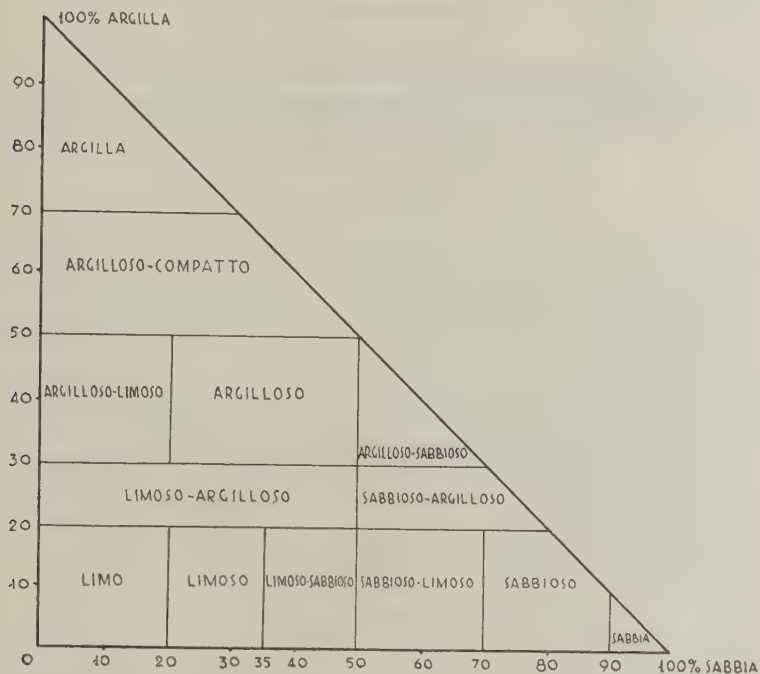 100% ARGILLA
90
80
ARGILLA
70
60
ARGILLOSO-COMPATTO
50
40
ARGILLOSO-LIMOSO
ARGILLOSO
ARGILLOSO-SABBIOSO
30
LIMOSO-ARGILLOSO
SABBIOSO-ARGILLOSO
20
10
LIMO
LIMOSO
LIMOSO-SABBIOSO
SABBIOSO-LIMOSO
SABBIOSO
SABBIA
0 10 20 30 35 40 50 60 70 80 90 100% SABBIA